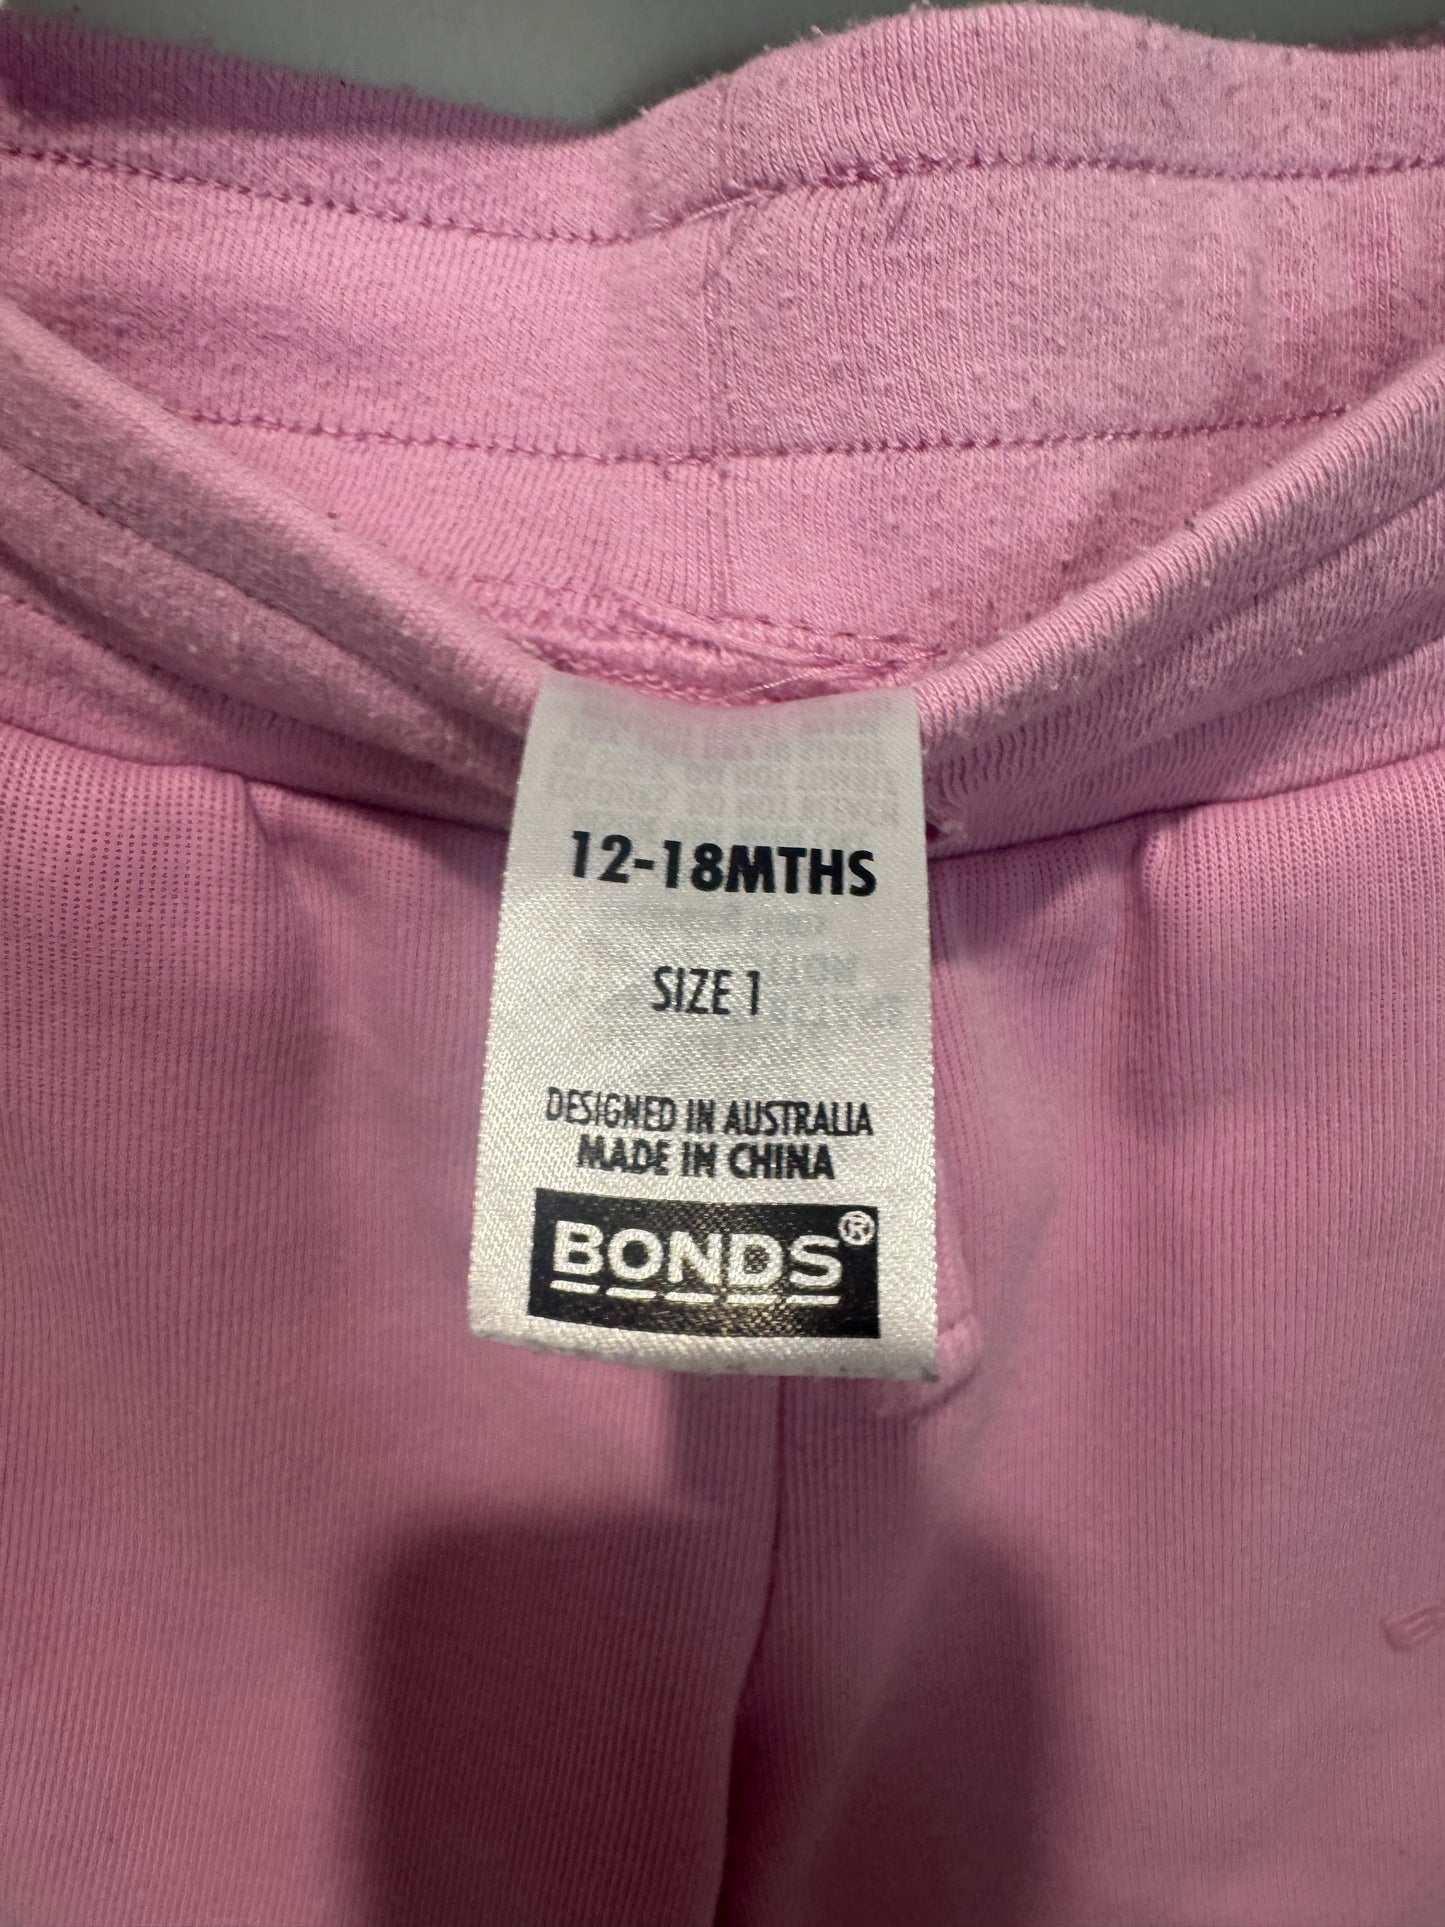 12-18MTHS
SIZE 1
DESIGNED IN AUSTRALIA
MADE IN CHINA
BONDS®